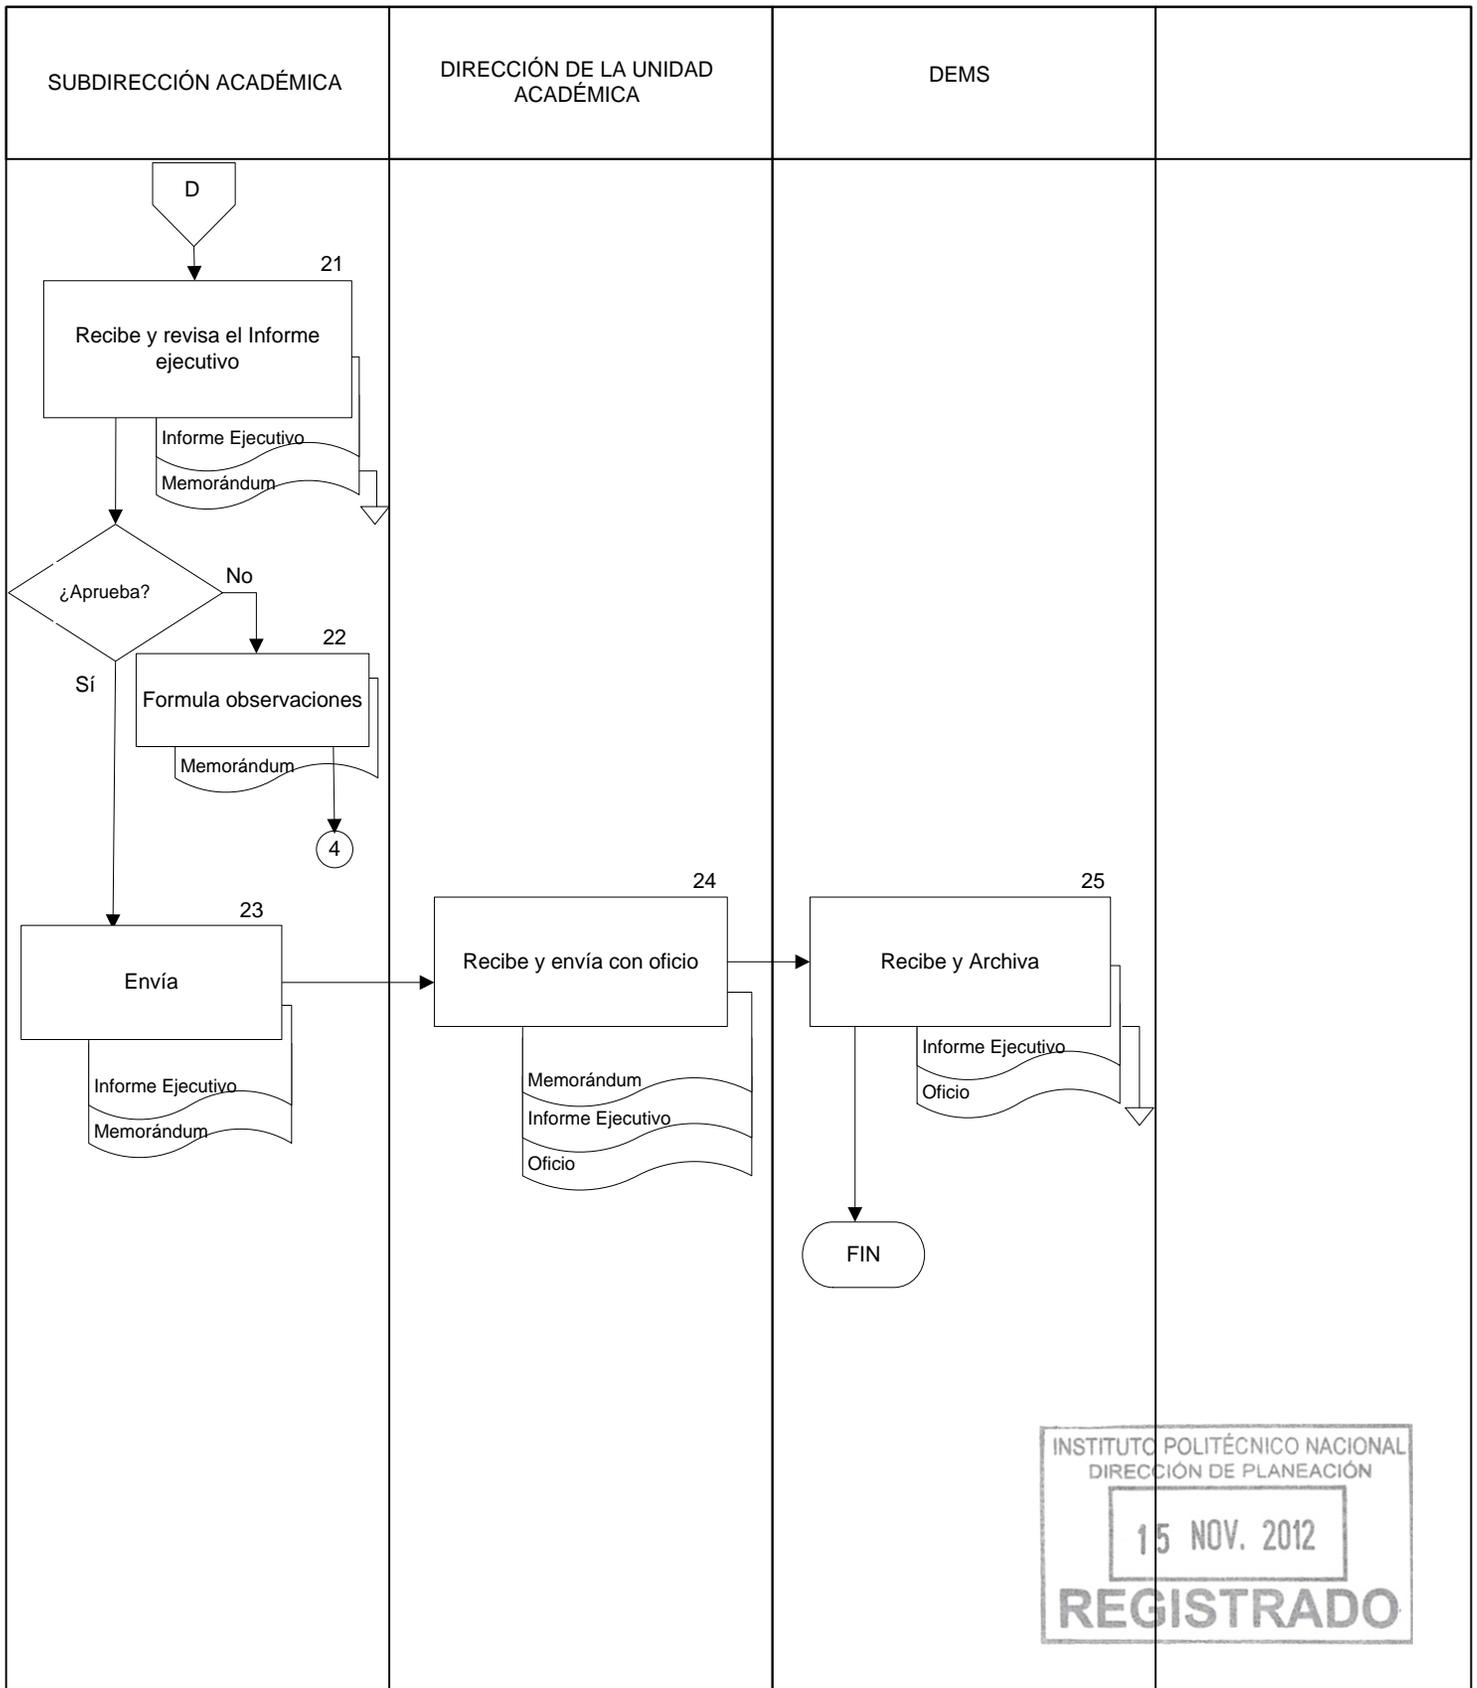 SUBDIRECCIÓN ACADÉMICA
DIRECCIÓN DE LA UNIDAD
ACADÉMICA
DEMS
D
21
Recibe y revisa el Informe
ejecutivo
Informe Ejecutivo
Memorándum
¿Aprueba?
No
Sí
22
Formula observaciones
Memorándum
4
23
Envía
Informe Ejecutivo
Memorándum
24
Recibe y envía con oficio
Memorándum
Informe Ejecutivo
Oficio
25
Recibe y Archiva
Informe Ejecutivo
Oficio
FIN
INSTITUTO POLITÉCNICO NACIONAL
DIRECCIÓN DE PLANEACIÓN
15 NOV. 2012
REGISTRADO